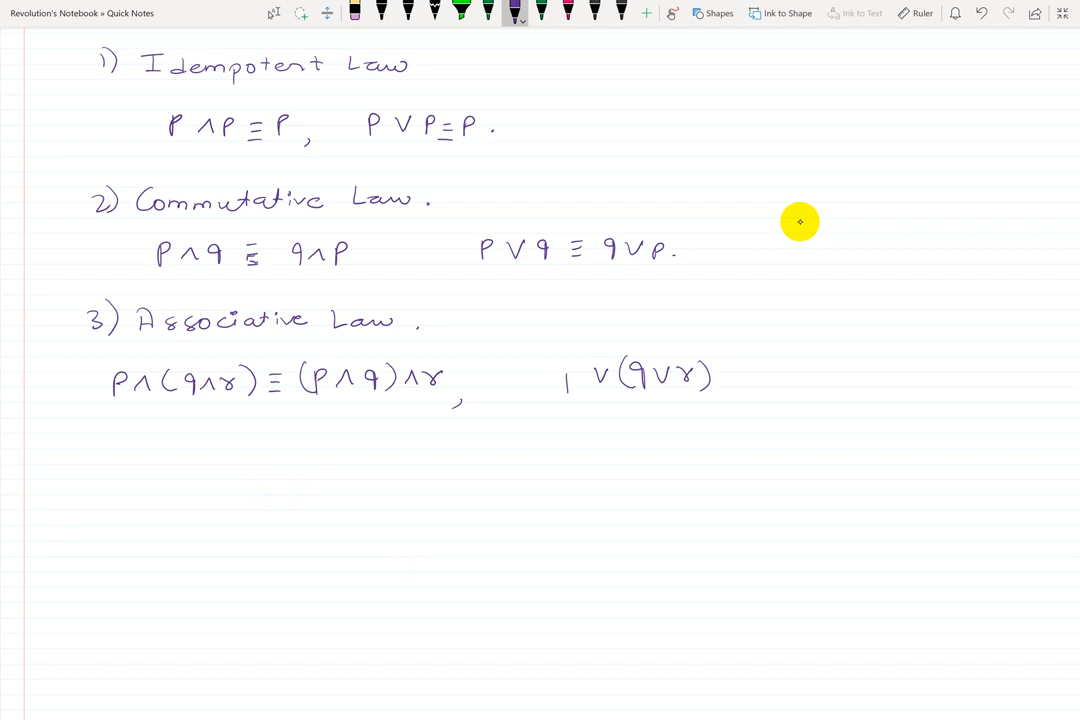 Revolution's Notebook » Quick Notes Shapes Ink to Shape Ink to Text Ruler
1) Idempotent Law
P ∧ P ≡ P, P ∨ P ≡ P.
2) Commutative Law.
P ∧ q ≡ q ∧ P P ∨ q ≡ q ∨ P.
3) Associative Law.
P ∧ (q ∧ r) ≡ (P ∧ q) ∧ r, ∨ (q ∨ r)